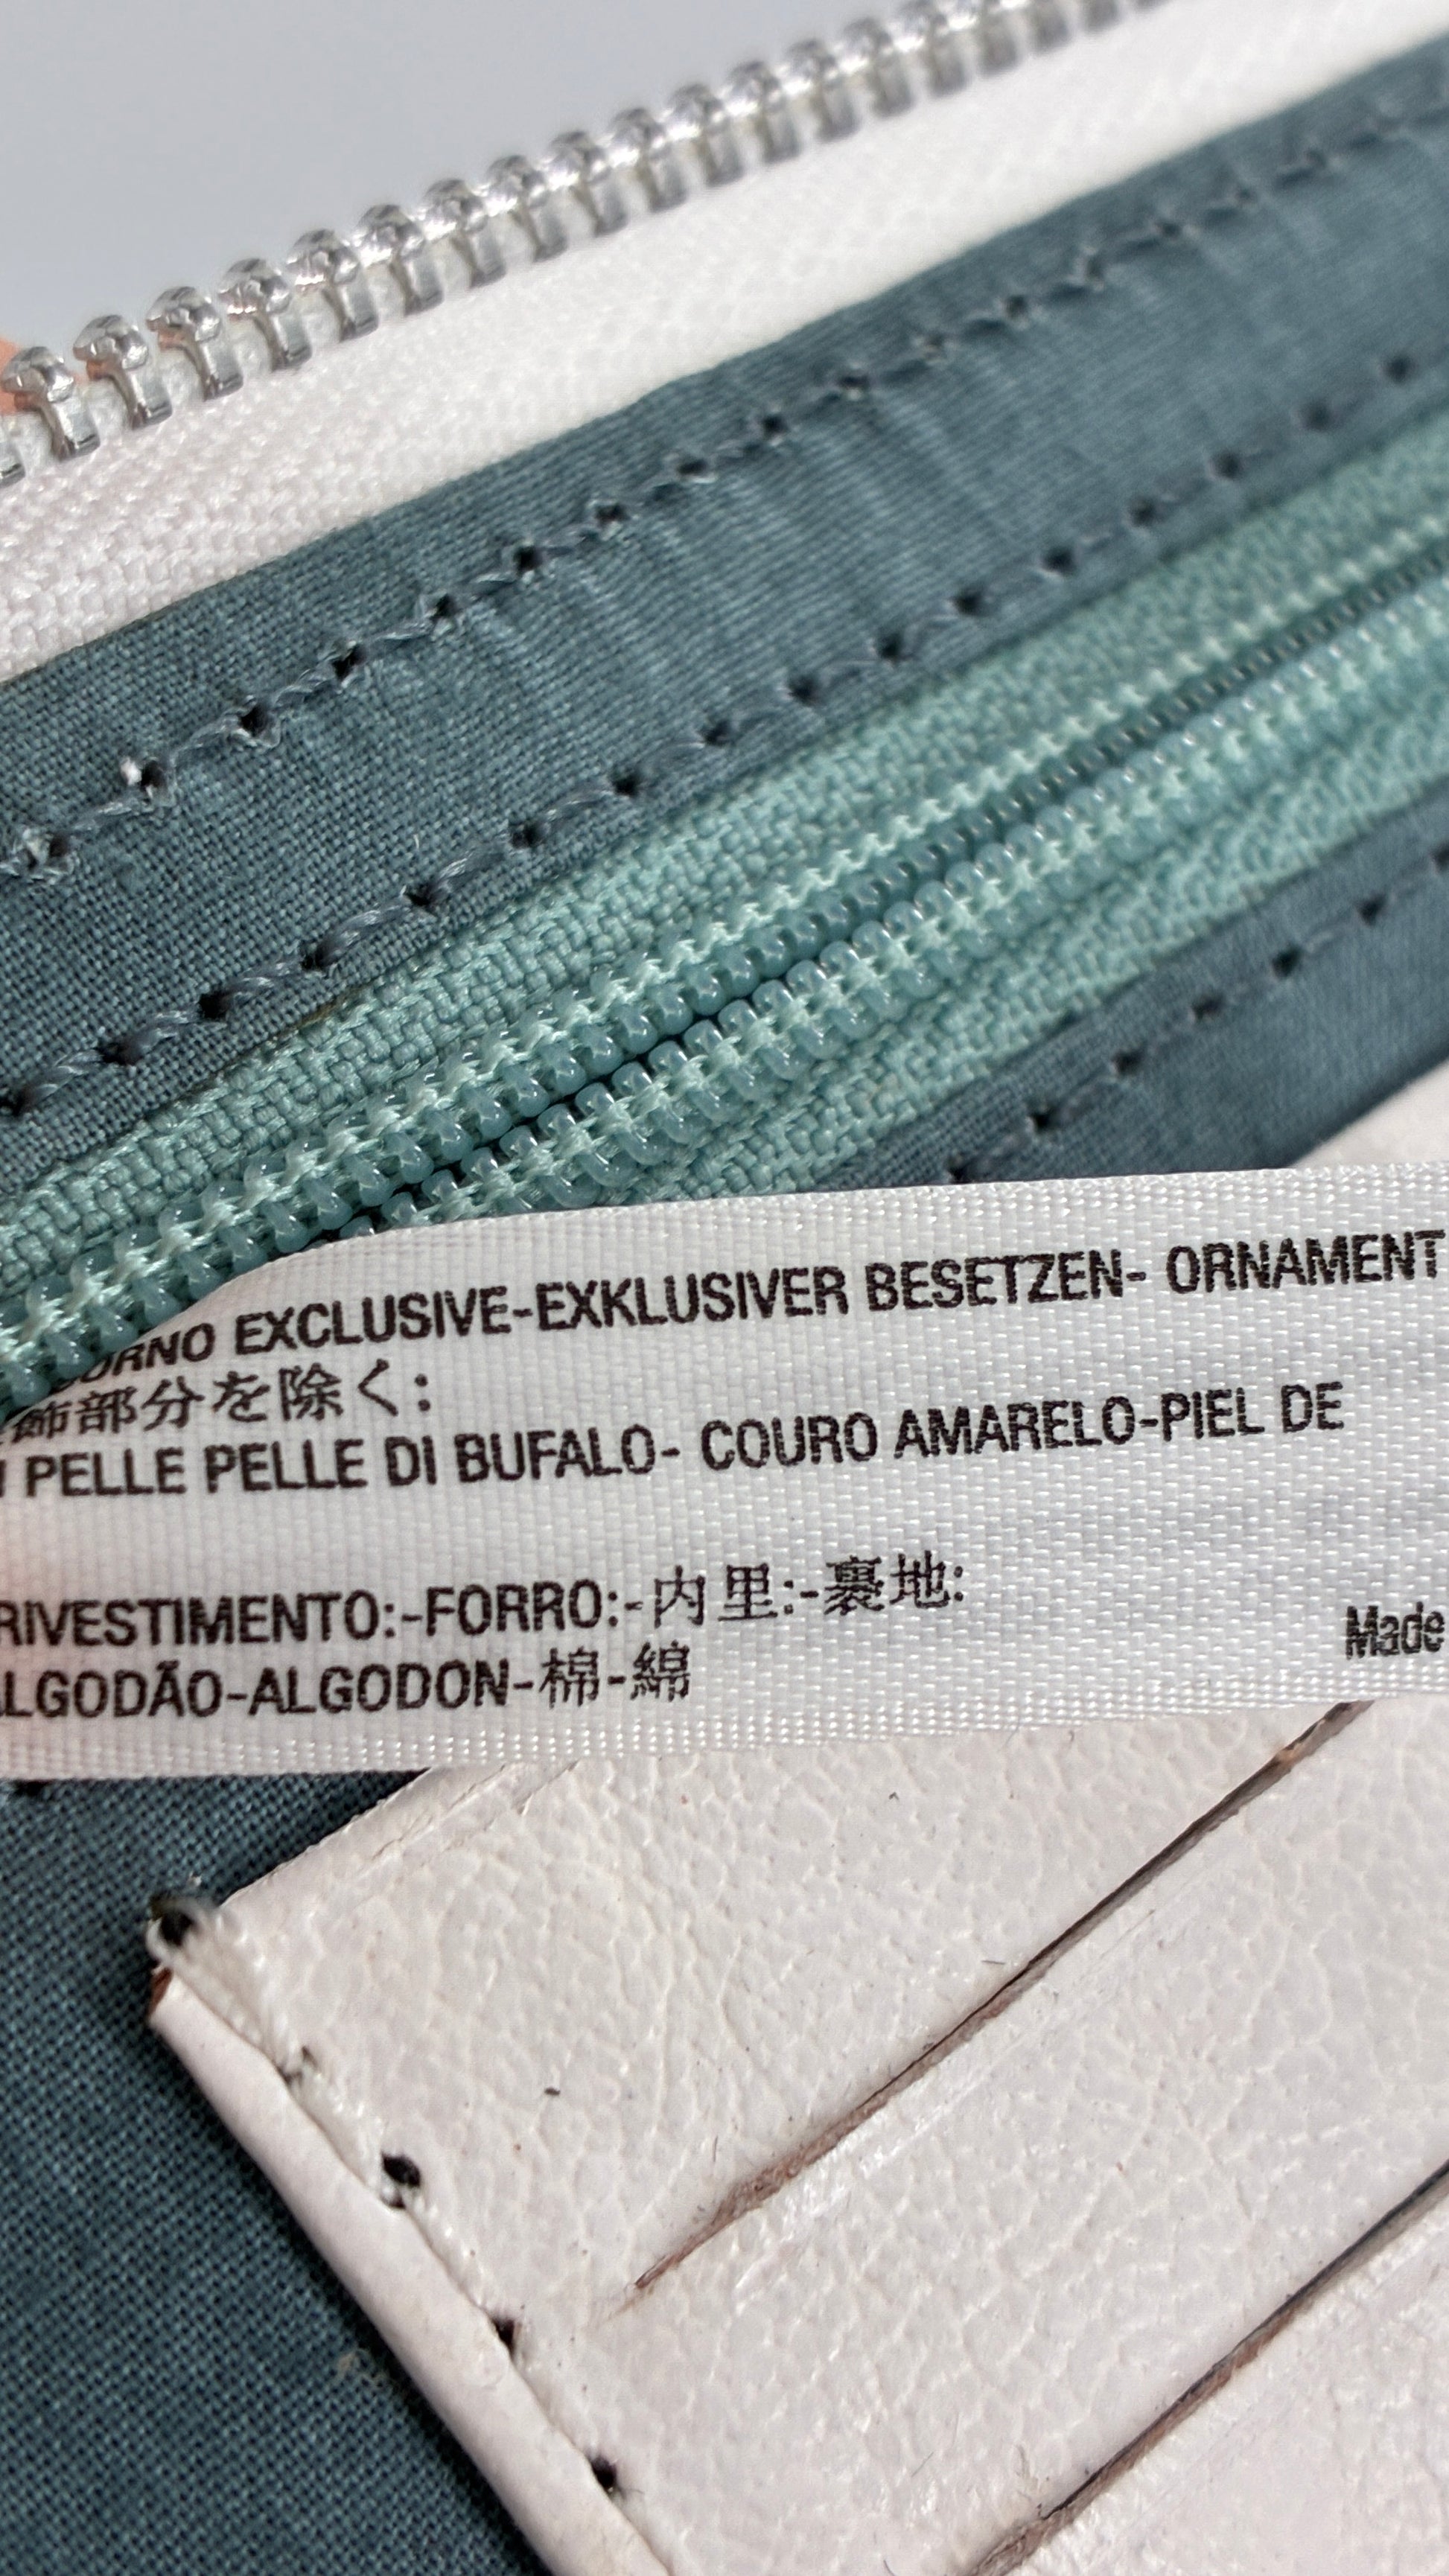 ORNO EXCLUSIVE-EXKLUSIVER BESETZEN- ORNAMENT
飾部分を除く:
PELLE PELLE DI BUFALO- COURO AMARELO-PIEL DE
RIVESTIMENTO:-FORRO:-内里:-裏地:
LGODÃO-ALGODON-棉-綿
Made